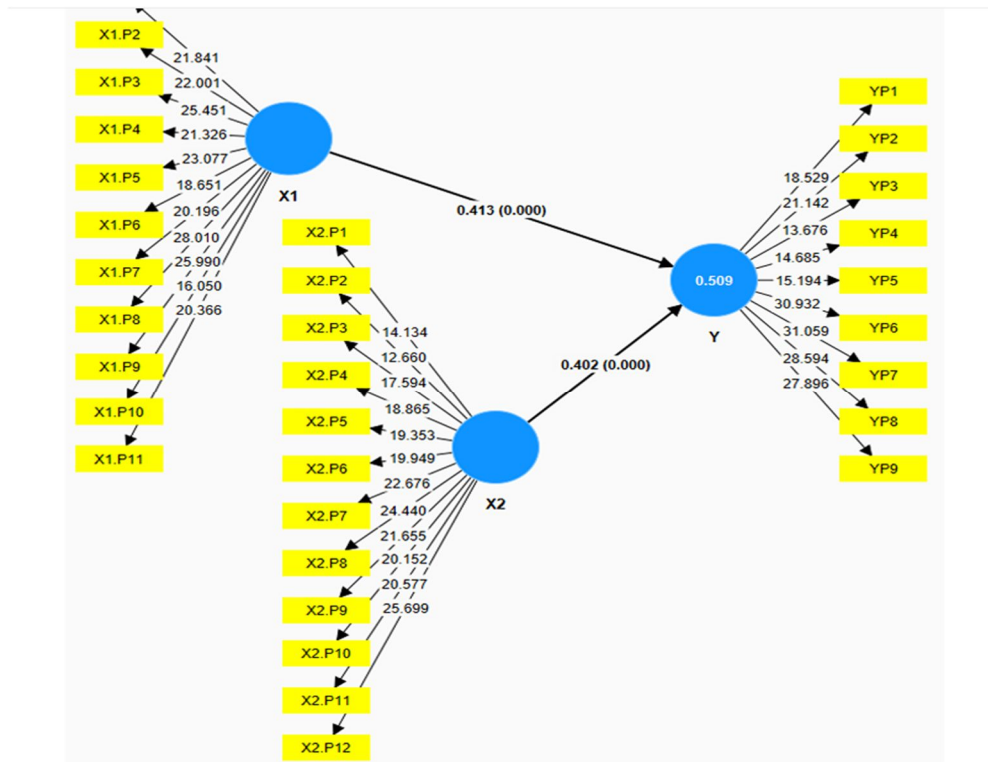 X1.P2
X1.P3
X1.P4
X1.P5
X1.P6
X1.P7
X1.P8
X1.P9
X1.P10
X1.P11
21.841
22.001
25.451
21.326
23.077
18.651
20.196
28.010
25.990
16.050
20.366
X1
0.413 (0.000)
X2.P1
X2.P2
X2.P3
X2.P4
X2.P5
X2.P6
X2.P7
X2.P8
X2.P9
X2.P10
X2.P11
X2.P12
14.134
12.660
17.594
18.865
19.353
19.949
22.676
24.440
21.655
20.152
20.577
25.699
X2
0.402 (0.000)
0.509
Y
18.529
21.142
13.676
14.685
15.194
30.932
31.059
28.594
27.896
YP1
YP2
YP3
YP4
YP5
YP6
YP7
YP8
YP9